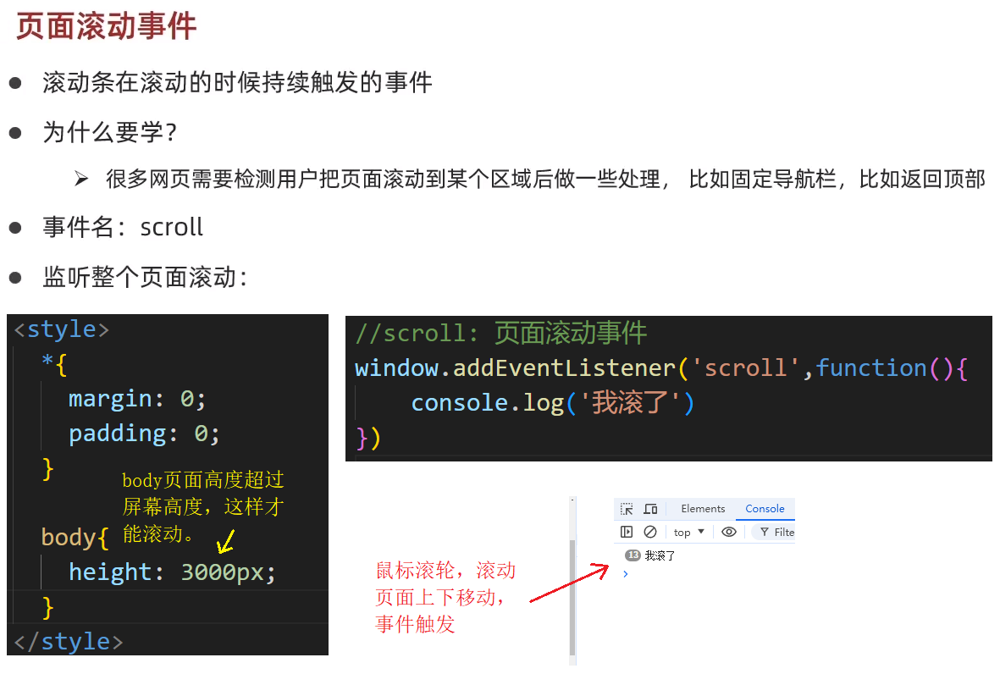 页面滚动事件
● 滚动条在滚动的时候持续触发的事件
● 为什么要学?
➢ 很多网页需要检测用户把页面滚动到某个区域后做一些处理， 比如固定导航栏，比如返回顶部
● 事件名：scroll
● 监听整个页面滚动：
<style>
*{
margin: 0;
padding: 0;
}
body页面高度超过
屏幕高度，这样才
能滚动。
body{
height: 3000px;
}
</style>
//scroll: 页面滚动事件
window.addEventListener('scroll',function(){
console.log('我滚了')
})
鼠标滚轮，滚动
页面上下移动，
事件触发
Elements Console
top ▼ Filte
13 我滚了
>